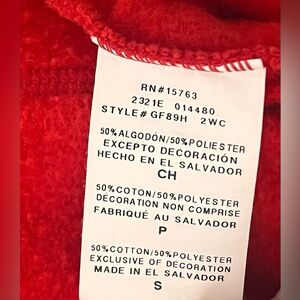 RN#15763
2321E 014480
STYLE#GF89H 2WC
50%ALGODÓN/50%POLIESTER
EXCEPTO DECORACIÓN
HECHO EN EL SALVADOR
CH
50%COTON/50%POLYESTER
DÉCORATION NON COMPRISE
FABRIQUÉ AU SALVADOR
P
50%COTTON/50%POLYESTER
EXCLUSIVE OF DECORATION
MADE IN EL SALVADOR
S